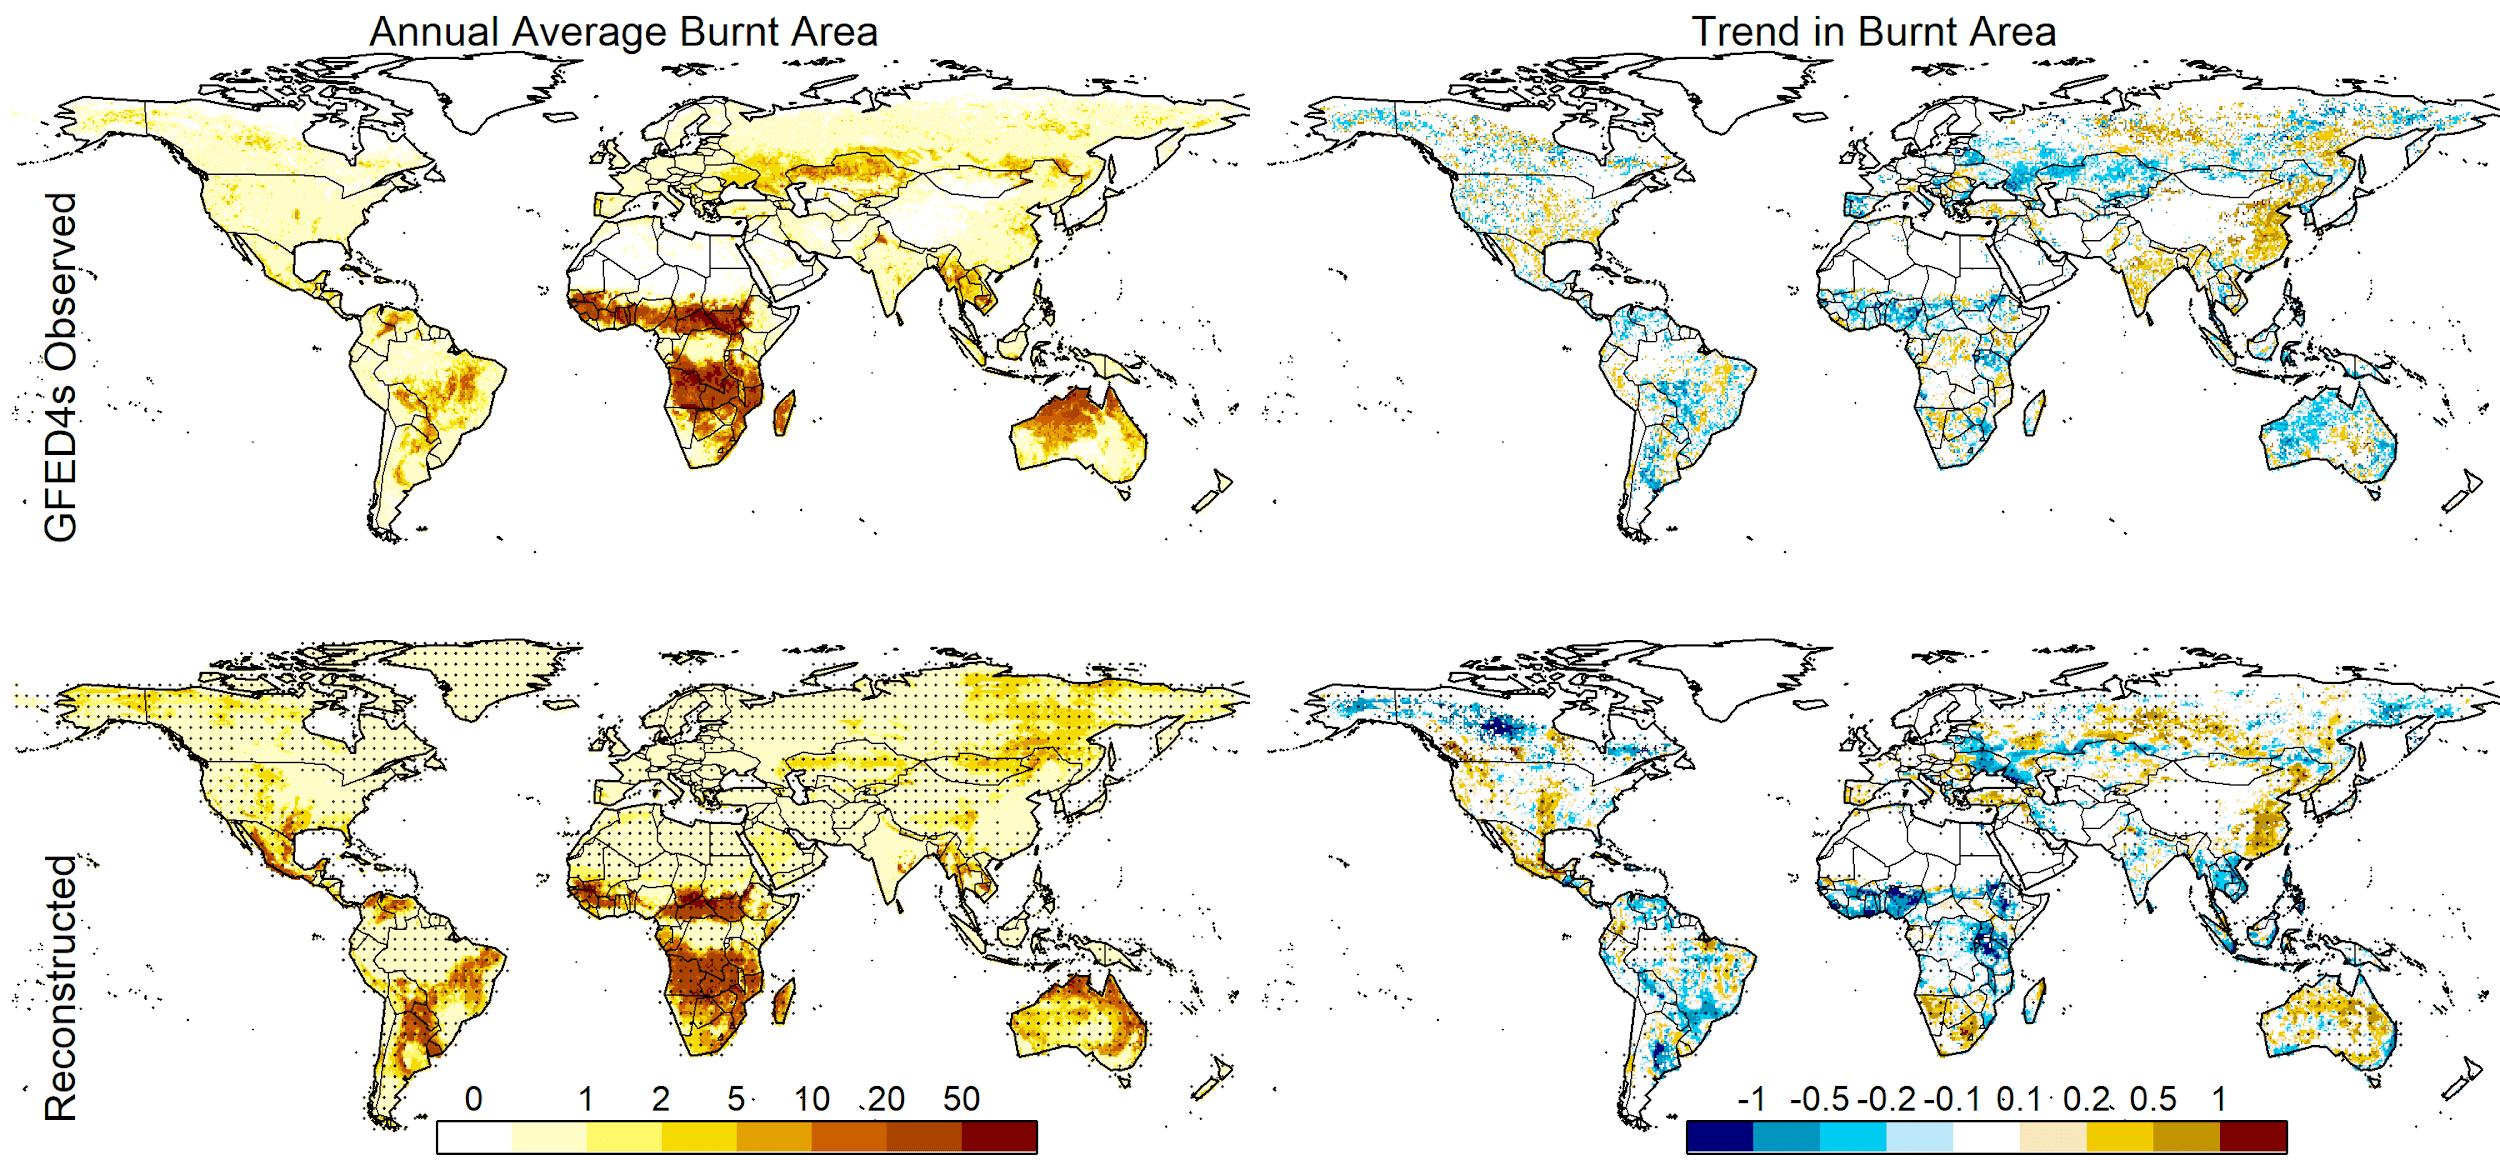 Annual Average Burnt Area
Trend in Burnt Area
GFED4s Observed
Reconstructed
0 1 2 5 10 20 50
-1 -0.5 -0.2 -0.1 0.1 0.2 0.5 1